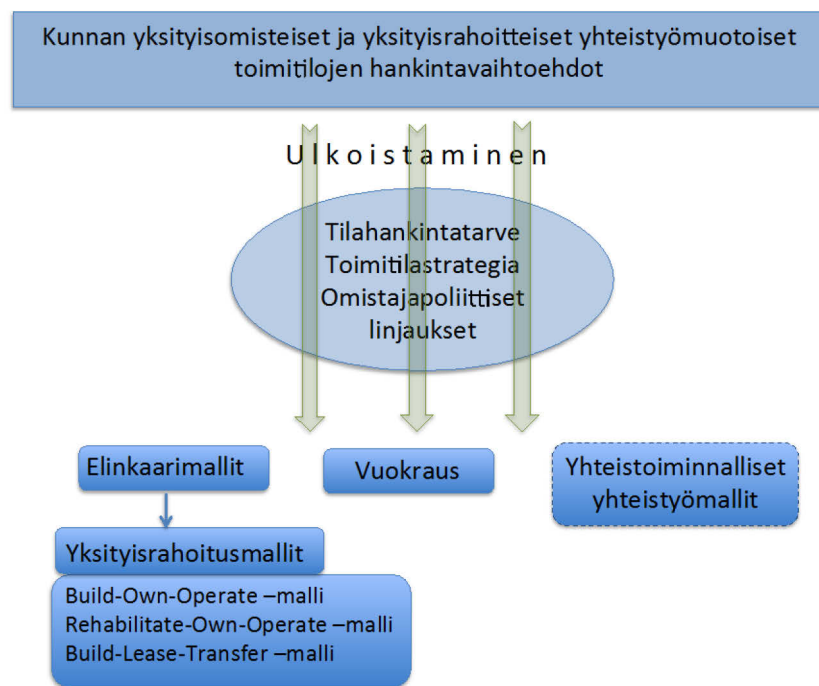 Kunnan yksityisomisteiset ja yksityisrahoitteiset yhteistyömuotoiset
toimitilojen hankintavaihtoehdot
Ulkoistaminen
Tilahankintatarve
Toimitilastrategia
Omistajapoliittiset
linjaukset
Elinkaarimallit
Vuokraus
Yhteistoiminnalliset
yhteistyömallit
Yksityisrahoitusmallit
Build-Own-Operate –malli
Rehabilitate-Own-Operate –malli
Build-Lease-Transfer –malli